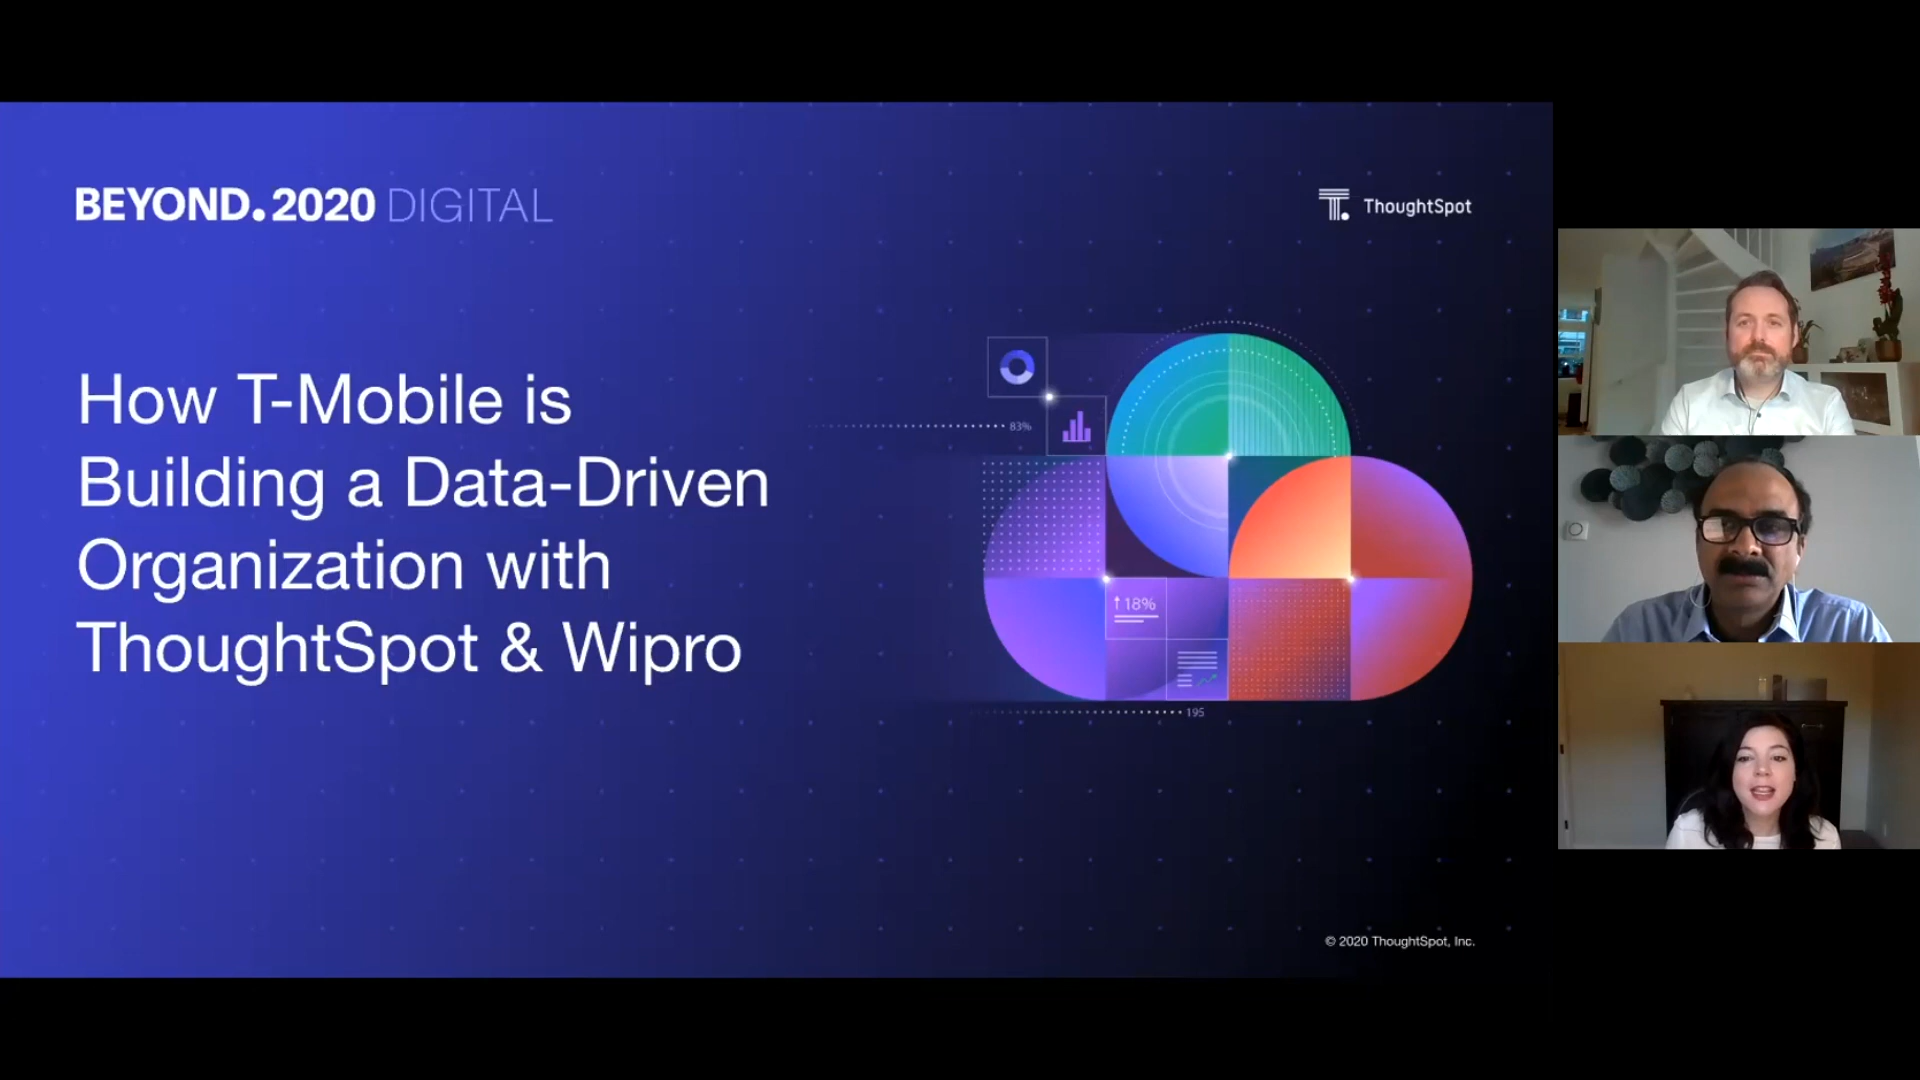 BEYOND.2020 DIGITAL
ThoughtSpot
How T-Mobile is
Building a Data-Driven
Organization with
ThoughtSpot & Wipro
83%
↑18%
195
© 2020 ThoughtSpot, Inc.